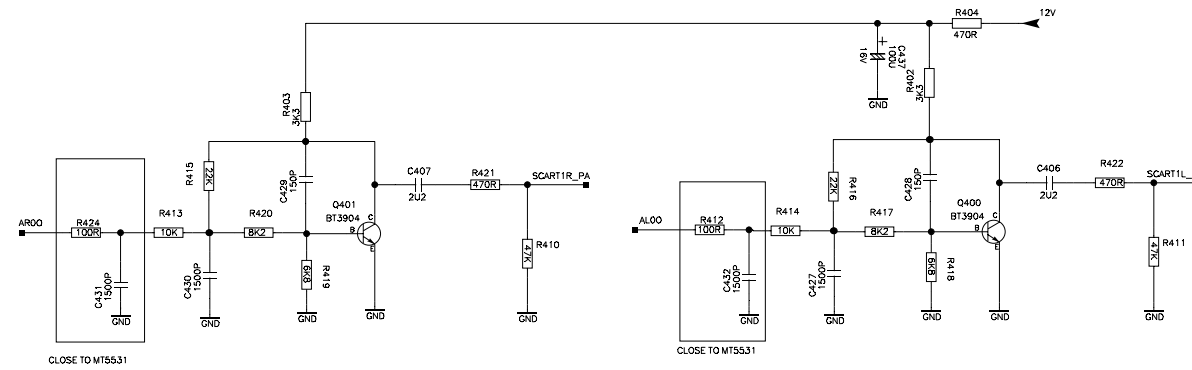 R404
470R
12V
C437
100U
16V
GND
R402
3K3
R403
3K3
R415
22K
C429
150P
C407
2U2
R421
470R
SCART1R_PA
Q401
BT3904
C
B
E
AR0O
R424
100R
R413
10K
R420
8K2
C431
1500P
GND
C430
1500P
GND
R419
6K8
GND
GND
R410
47K
GND
CLOSE TO MT5531
R416
22K
C428
150P
C406
2U2
R422
470R
SCART1L_
Q400
BT3904
C
B
E
AL0O
R412
100R
R414
10K
R417
8K2
C432
1500P
GND
C427
1500P
GND
R418
6K8
GND
GND
R411
47K
GND
CLOSE TO MT5531